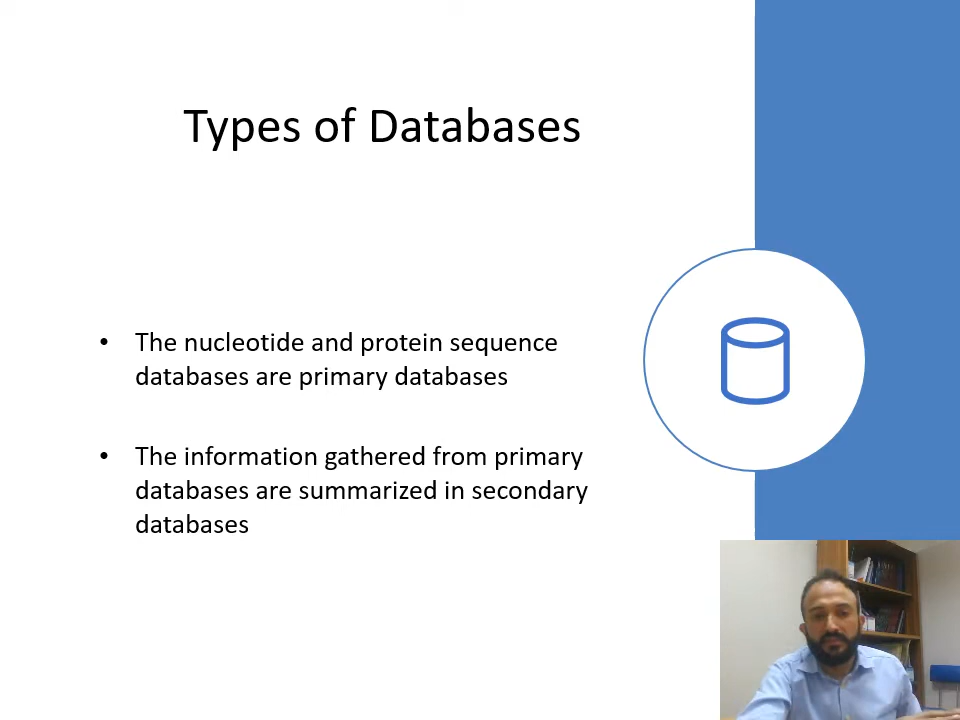 Types of Databases
• The nucleotide and protein sequence
databases are primary databases
• The information gathered from primary
databases are summarized in secondary
databases